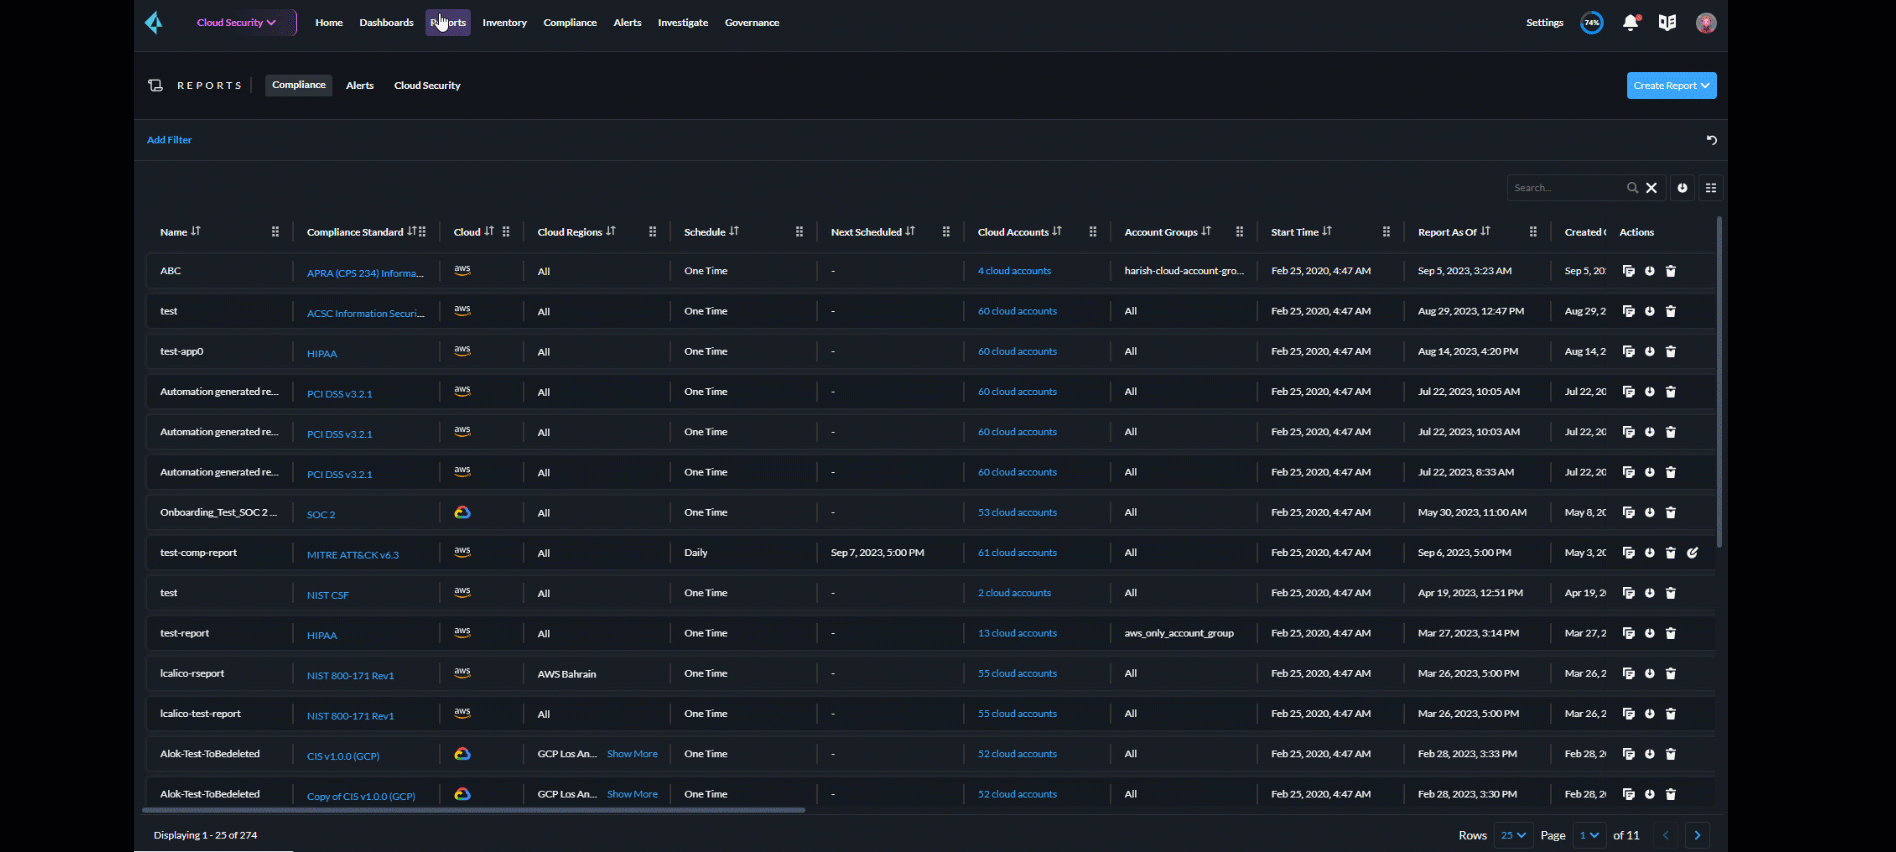 Cloud Security Home Dashboards Reports Inventory Compliance Alerts Investigate Governance Settings 74%
REPORTS Compliance Alerts Cloud Security Create Report
Add Filter
Search...
Name Compliance Standard Cloud Cloud Regions Schedule Next Scheduled Cloud Accounts Account Groups Start Time Report As Of Created Actions
ABC APRA (CPS 234) Informa... aws All One Time - 4 cloud accounts harish-cloud-account-gro... Feb 25, 2020, 4:47 AM Sep 5, 2023, 3:23 AM Sep 5, 20
test ACSC Information Securi... aws All One Time - 60 cloud accounts All Feb 25, 2020, 4:47 AM Aug 29, 2023, 12:47 PM Aug 29, 2
test-app0 HIPAA aws All One Time - 60 cloud accounts All Feb 25, 2020, 4:47 AM Aug 14, 2023, 4:20 PM Aug 14, 2
Automation generated re... PCI DSS v3.2.1 aws All One Time - 60 cloud accounts All Feb 25, 2020, 4:47 AM Jul 22, 2023, 10:05 AM Jul 22, 20
Automation generated re... PCI DSS v3.2.1 aws All One Time - 60 cloud accounts All Feb 25, 2020, 4:47 AM Jul 22, 2023, 10:03 AM Jul 22, 20
Automation generated re... PCI DSS v3.2.1 aws All One Time - 60 cloud accounts All Feb 25, 2020, 4:47 AM Jul 22, 2023, 8:33 AM Jul 22, 20
Onboarding_Test_SOC 2 ... SOC 2 All One Time - 53 cloud accounts All Feb 25, 2020, 4:47 AM May 30, 2023, 11:00 AM May 8, 20
test-comp-report MITRE ATT&CK v6.3 aws All Daily Sep 7, 2023, 5:00 PM 61 cloud accounts All Feb 25, 2020, 4:47 AM Sep 6, 2023, 5:00 PM May 3, 20
test NIST CSF aws All One Time - 2 cloud accounts All Feb 25, 2020, 4:47 AM Apr 19, 2023, 12:51 PM Apr 19, 2
test-report HIPAA aws All One Time - 13 cloud accounts aws_only_account_group Feb 25, 2020, 4:47 AM Mar 27, 2023, 3:14 PM Mar 27, 2
lcalico-rseport NIST 800-171 Rev1 aws AWS Bahrain One Time - 55 cloud accounts All Feb 25, 2020, 4:47 AM Mar 26, 2023, 5:00 PM Mar 26, 2
lcalico-test-report NIST 800-171 Rev1 aws All One Time - 55 cloud accounts All Feb 25, 2020, 4:47 AM Mar 26, 2023, 5:00 PM Mar 26, 2
Alok-Test-ToBedeleted CIS v1.0.0 (GCP) GCP Los An... Show More One Time - 52 cloud accounts All Feb 25, 2020, 4:47 AM Feb 28, 2023, 3:33 PM Feb 28, 2
Alok-Test-ToBedeleted Copy of CIS v1.0.0 (GCP) GCP Los An... Show More One Time - 52 cloud accounts All Feb 25, 2020, 4:47 AM Feb 28, 2023, 3:30 PM Feb 28, 2
Displaying 1 - 25 of 274 Rows 25 Page 1 of 11